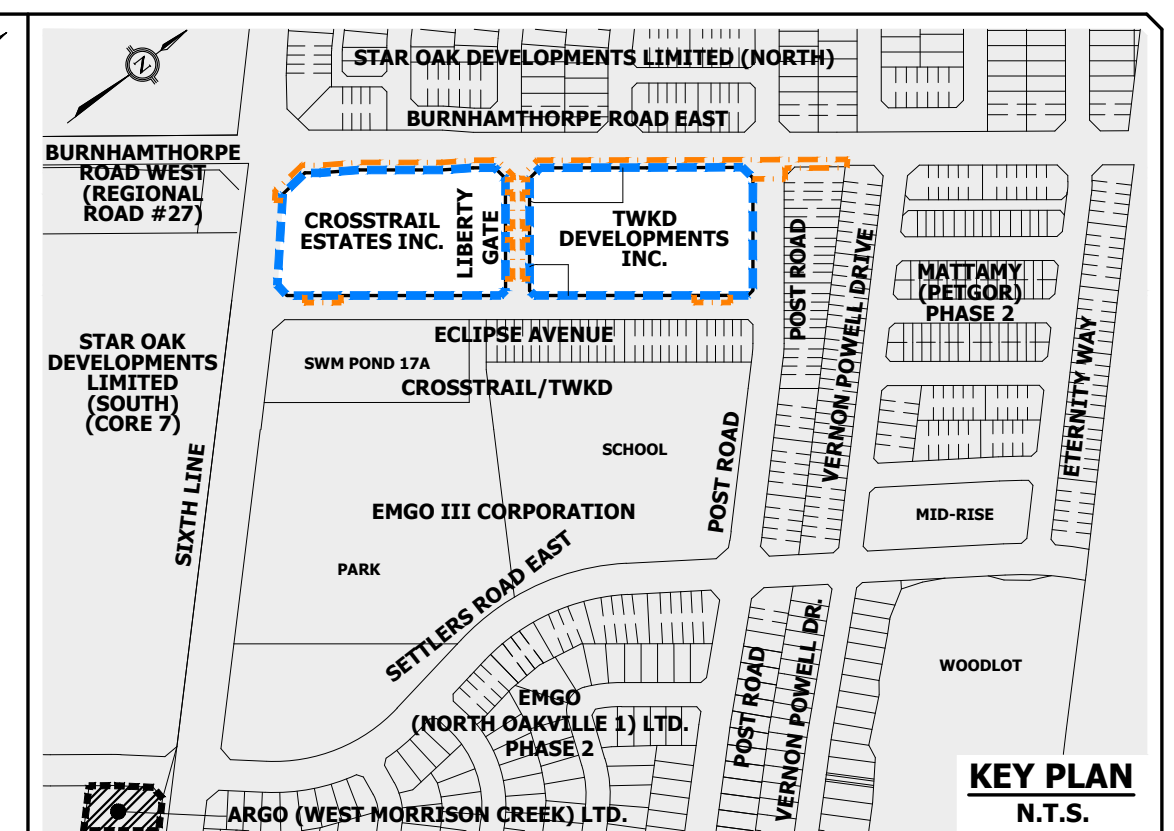 N
STAR OAK DEVELOPMENTS LIMITED (NORTH)
BURNHAMTHORPE ROAD EAST
BURNHAMTHORPE
ROAD WEST
(REGIONAL
ROAD #27)
CROSSTRAIL
ESTATES INC.
LIBERTY
GATE
TWKD
DEVELOPMENTS
INC.
POST ROAD
VERNON POWELL DRIVE
MATTAMY
(PETGOR)
PHASE 2
ETERNITY WAY
STAR OAK
DEVELOPMENTS
LIMITED
(SOUTH)
(CORE 7)
SIXTH LINE
ECLIPSE AVENUE
SWM POND 17A
CROSSTRAIL/TWKD
SCHOOL
POST ROAD
EMGO III CORPORATION
MID-RISE
PARK
SETTLERS ROAD EAST
WOODLOT
EMGO
(NORTH OAKVILLE 1) LTD.
PHASE 2
POST ROAD
VERNON POWELL DR.
ARGO (WEST MORRISON CREEK) LTD.
KEY PLAN
N.T.S.